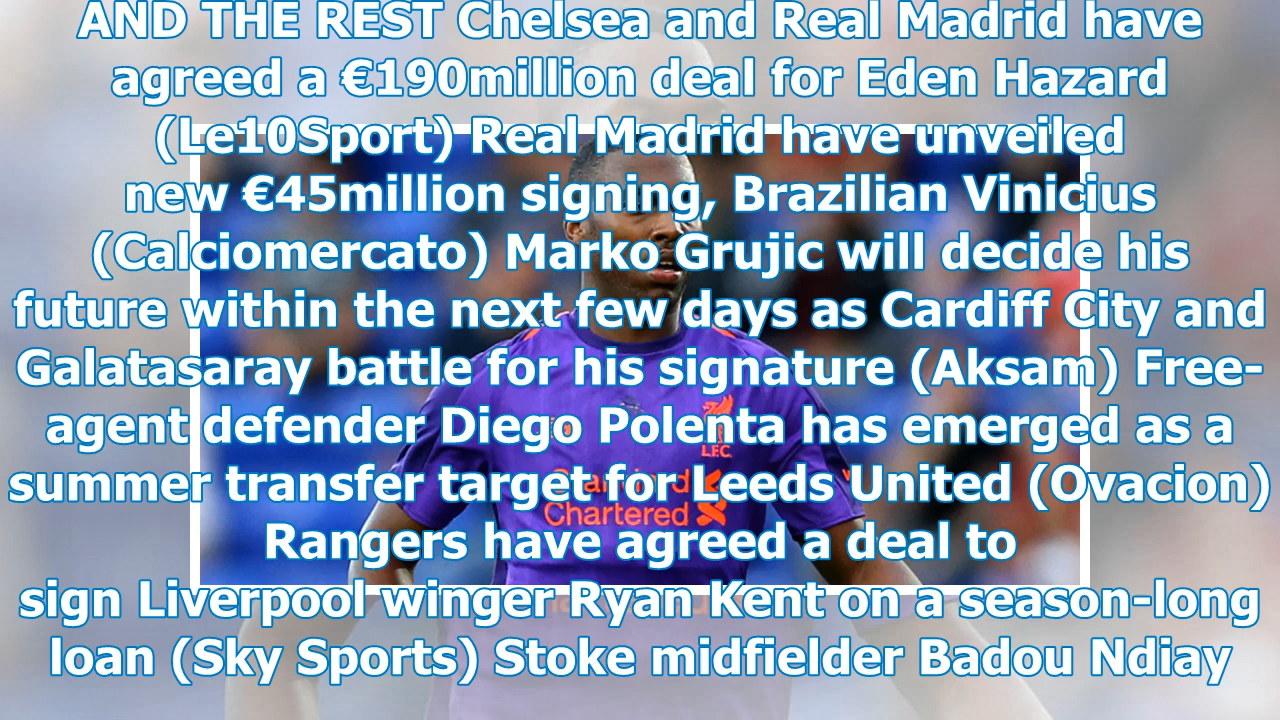 AND THE REST Chelsea and Real Madrid have
agreed a €190million deal for Eden Hazard
(Le10Sport) Real Madrid have unveiled
new €45million signing, Brazilian Vinicius
(Calciomercato) Marko Grujic will decide his
future within the next few days as Cardiff City and
Galatasaray battle for his signature (Aksam) Free-
agent defender Diego Polenta has emerged as a
L.F.C.
summer transfer target for Leeds United (Ovacion)
Chartered
Rangers have agreed a deal to
sign Liverpool winger Ryan Kent on a season-long
loan (Sky Sports) Stoke midfielder Badou Ndiay